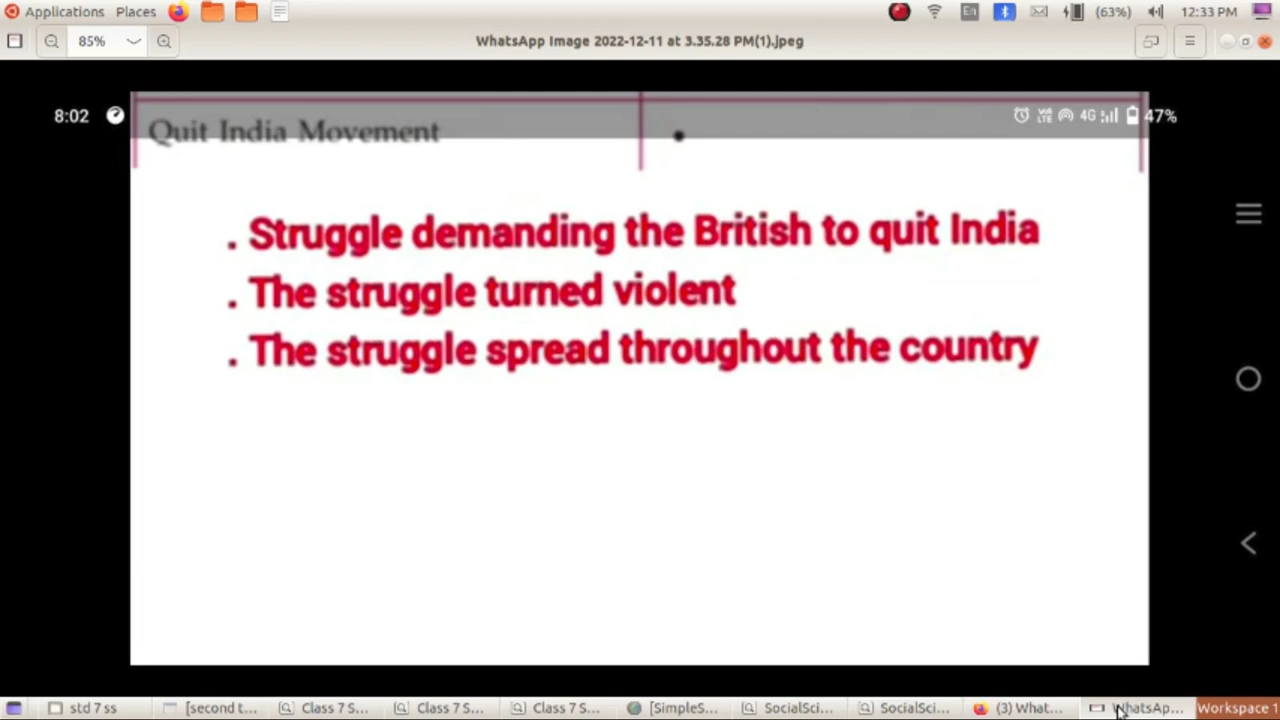 Applications Places (63%) 12:33 PM
85% WhatsApp Image 2022-12-11 at 3.35.28 PM(1).jpeg
8:02 4G 47%
Quit India Movement
. Struggle demanding the British to quit India
. The struggle turned violent
. The struggle spread throughout the country
std 7 ss [second t... Class 7 S... Class 7 S... Class 7 S... [SimpleS... SocialSci... SocialSci... (3) What... WhatsAp... Workspace 1